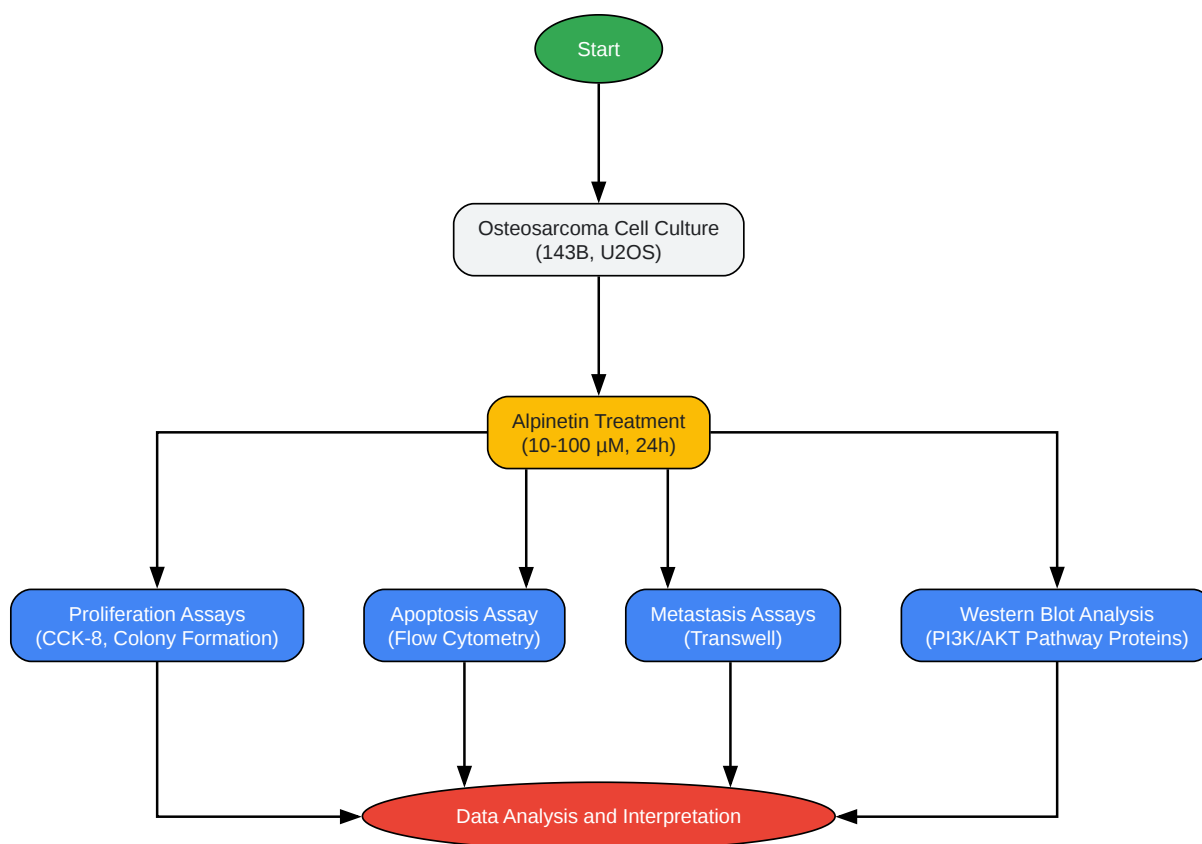 Start
Osteosarcoma Cell Culture
(143B, U2OS)
Alpinetin Treatment
(10-100 µM, 24h)
Proliferation Assays
(CCK-8, Colony Formation)
Apoptosis Assay
(Flow Cytometry)
Metastasis Assays
(Transwell)
Western Blot Analysis
(PI3K/AKT Pathway Proteins)
Data Analysis and Interpretation